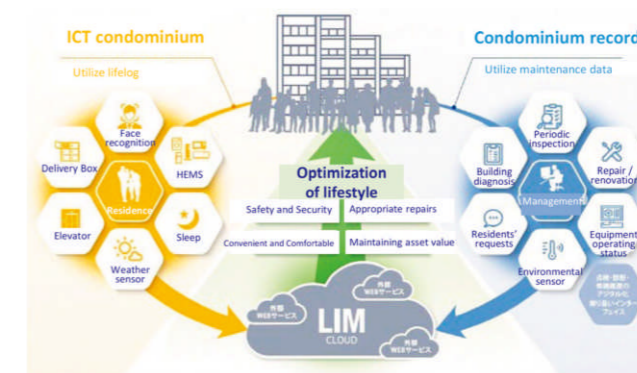 ICT condominium
Condominium record
Utilize lifelog
Utilize maintenance data
Face
recognition
Delivery Box
HEMS
Residence
Elevator
Sleep
Weather
sensor
Optimization
of lifestyle
Safety and Security
Appropriate repairs
Convenient and Comfortable
Maintaining asset value
Periodic
inspection
Building
diagnosis
Repair /
renovation
Management
Residents'
requests
Equipment
operating
status
Environmental
sensor
外部
WEBサービス
外部
WEBサービス
LIM
CLOUD
外部
WEBサービス